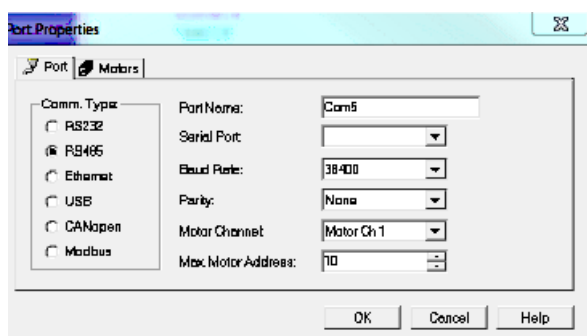 Port Properties
Port Motors
Comm. Type:
RS232
RS485
Ethernet
USB
CANopen
Modbus
Port Name: Com5
Serial Port:
Baud Rate: 38400
Parity: None
Motor Channel: Motor Ch 1
Max. Motor Address: 10
OK Cancel Help